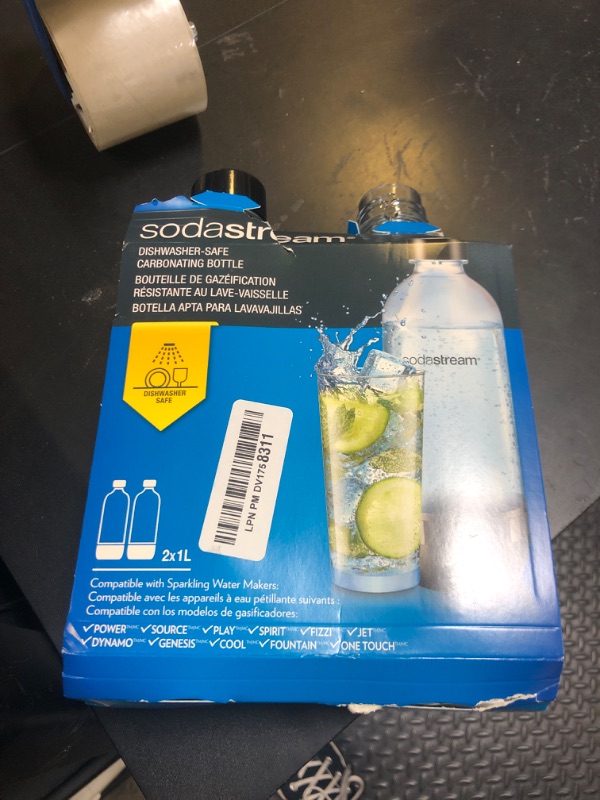 sodastream
DISHWASHER-SAFE
CARBONATING BOTTLE
BOUTEILLE DE GAZÉIFICATION
RÉSISTANTE AU LAVE-VAISSELLE
BOTELLA APTA PARA LAVAVAJILLAS
sodastream
DISHWASHER
SAFE
LPN PM DV1758311
2x1L
Compatible with Sparkling Water Makers:
Compatible avec les appareils à eau pétillante suivants :
Compatible con los modelos de gasificadores:
✓POWER ✓SOURCE ✓PLAY ✓SPIRIT ✓FIZZI ✓JET
✓DYNAMO ✓GENESIS ✓COOL ✓FOUNTAIN ✓ONE TOUCH